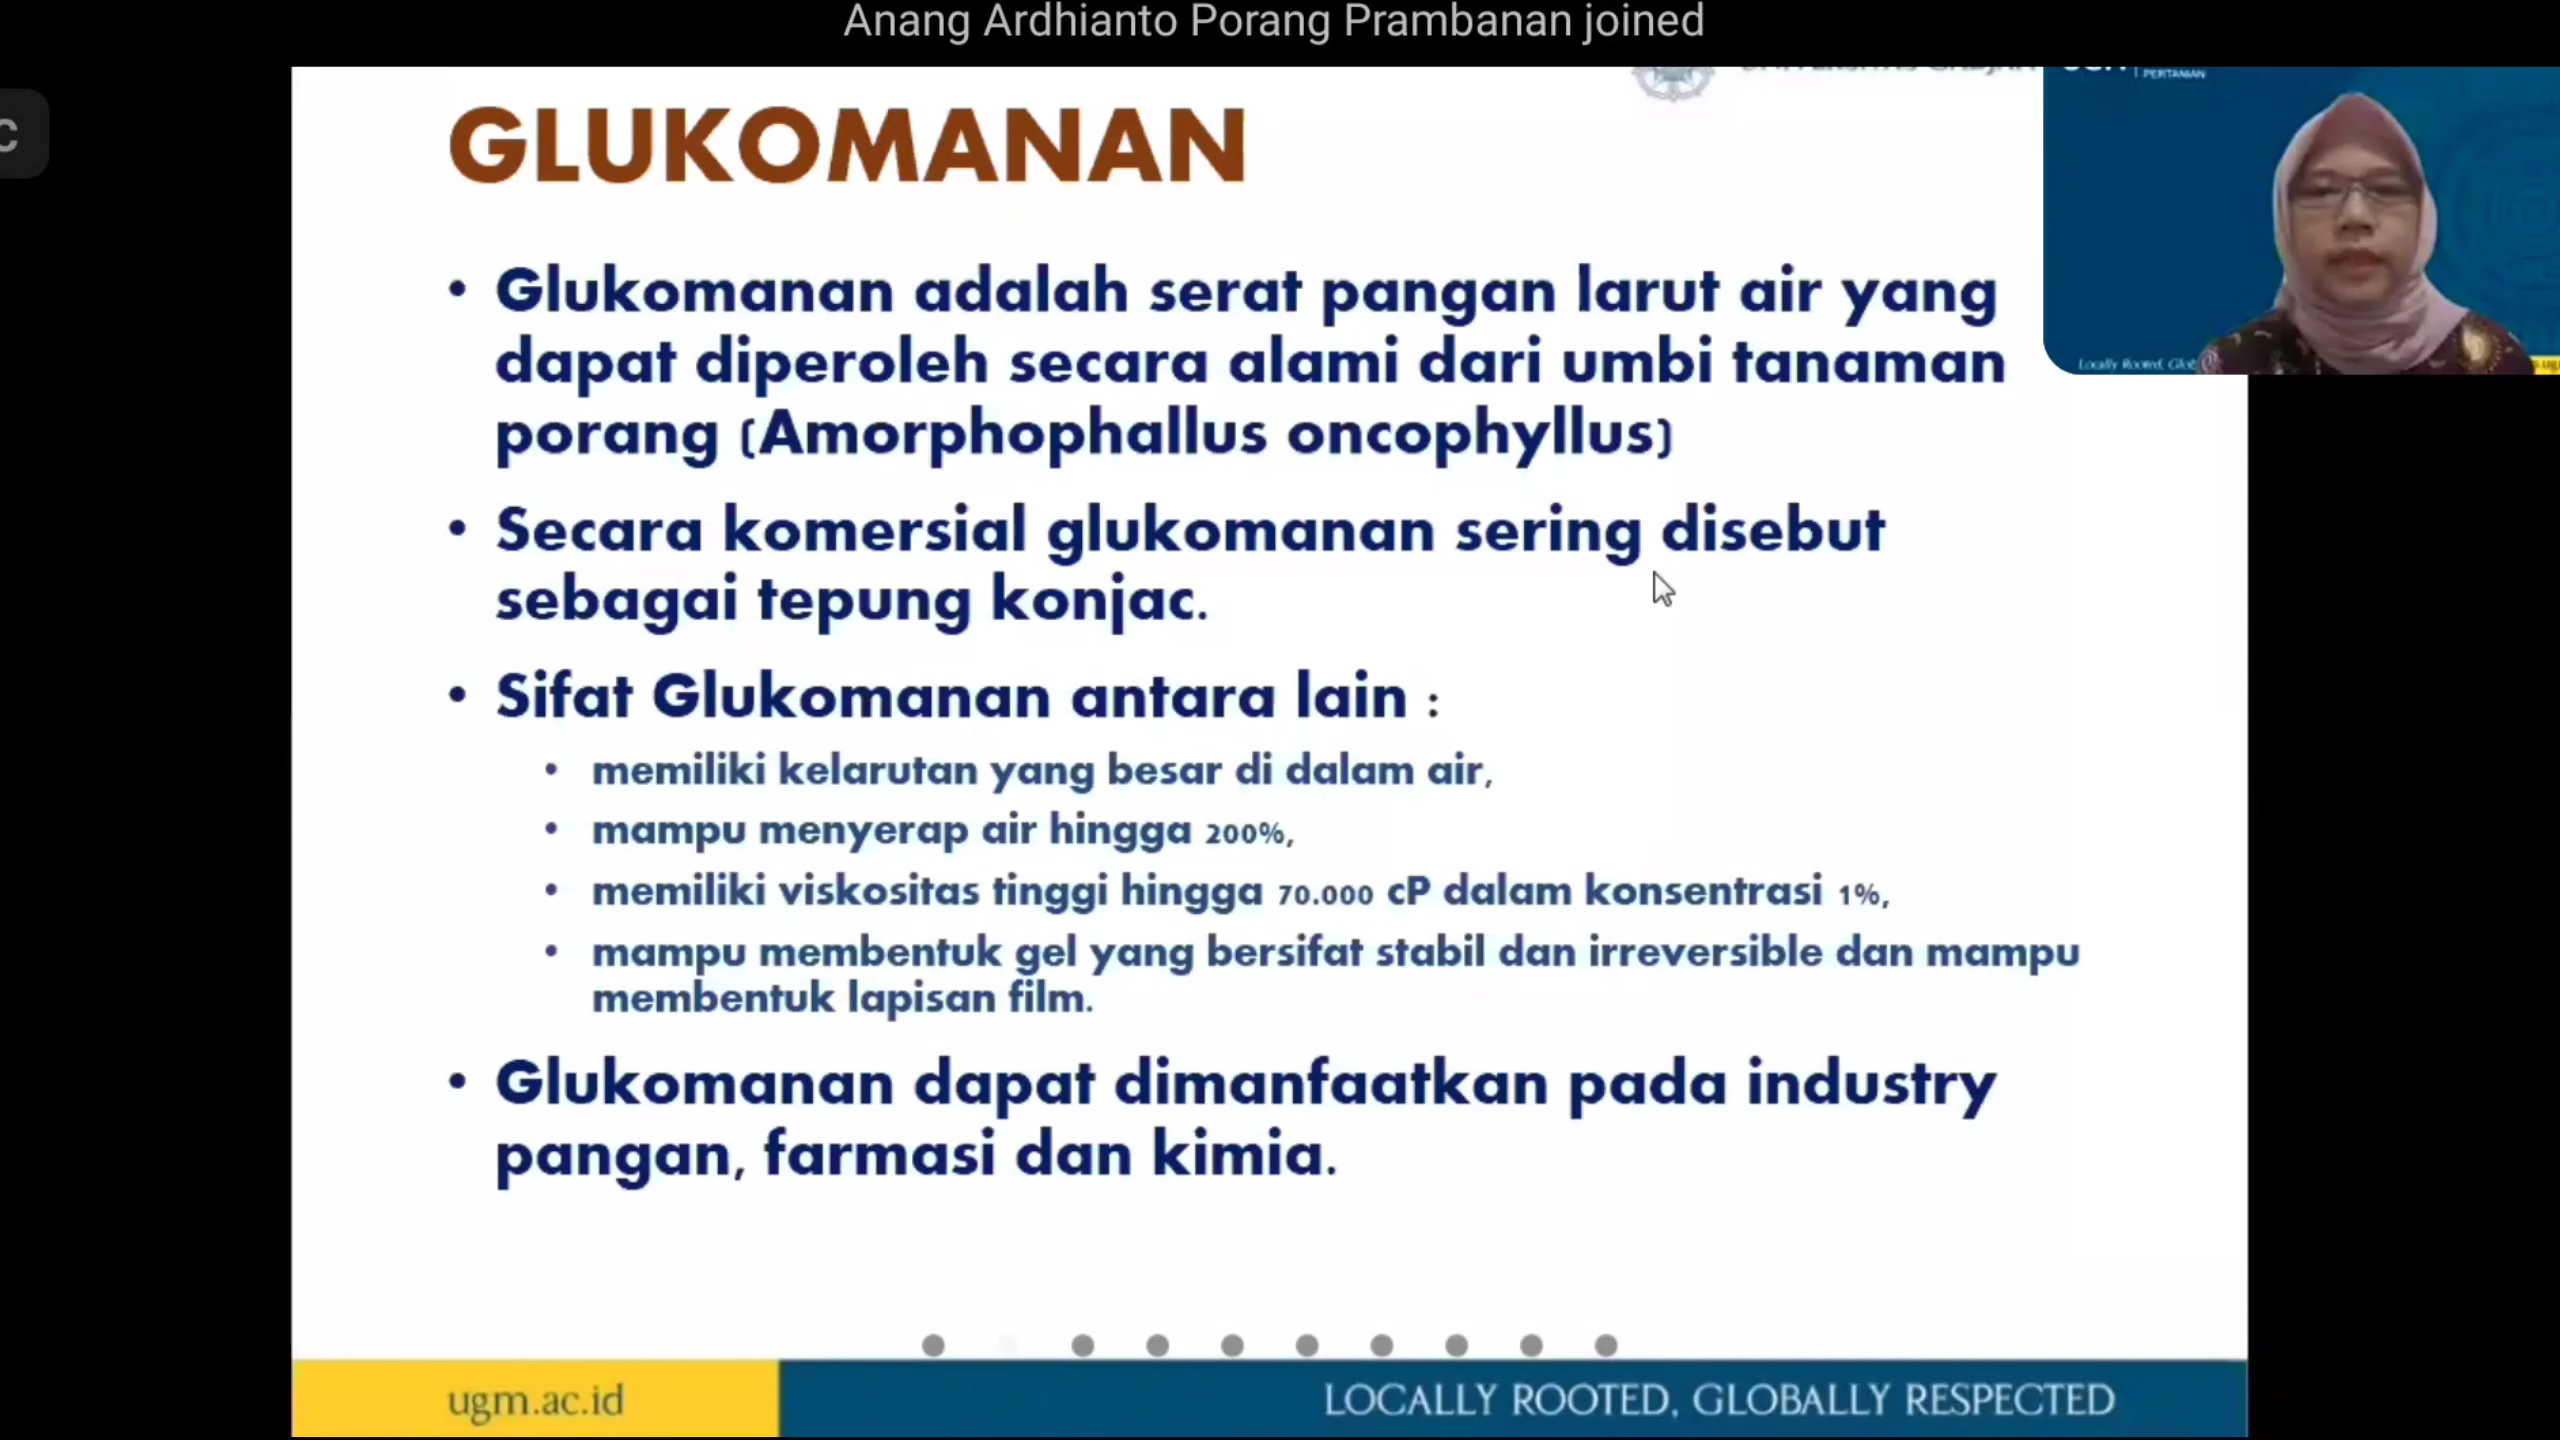 Anang Ardhianto Porang Prambanan joined
C
PERTANIAN
GLUKOMANAN
• Glukomanan adalah serat pangan larut air yang
dapat diperoleh secara alami dari umbi tanaman
porang (Amorphophallus oncophyllus)
Locally Rooted, Glob
• Secara komersial glukomanan sering disebut
sebagai tepung konjac.
• Sifat Glukomanan antara lain :
• memiliki kelarutan yang besar di dalam air,
• mampu menyerap air hingga 200%,
• memiliki viskositas tinggi hingga 70.000 cP dalam konsentrasi 1%,
• mampu membentuk gel yang bersifat stabil dan irreversible dan mampu
membentuk lapisan film.
• Glukomanan dapat dimanfaatkan pada industry
pangan, farmasi dan kimia.
ugm.ac.id
LOCALLY ROOTED, GLOBALLY RESPECTED